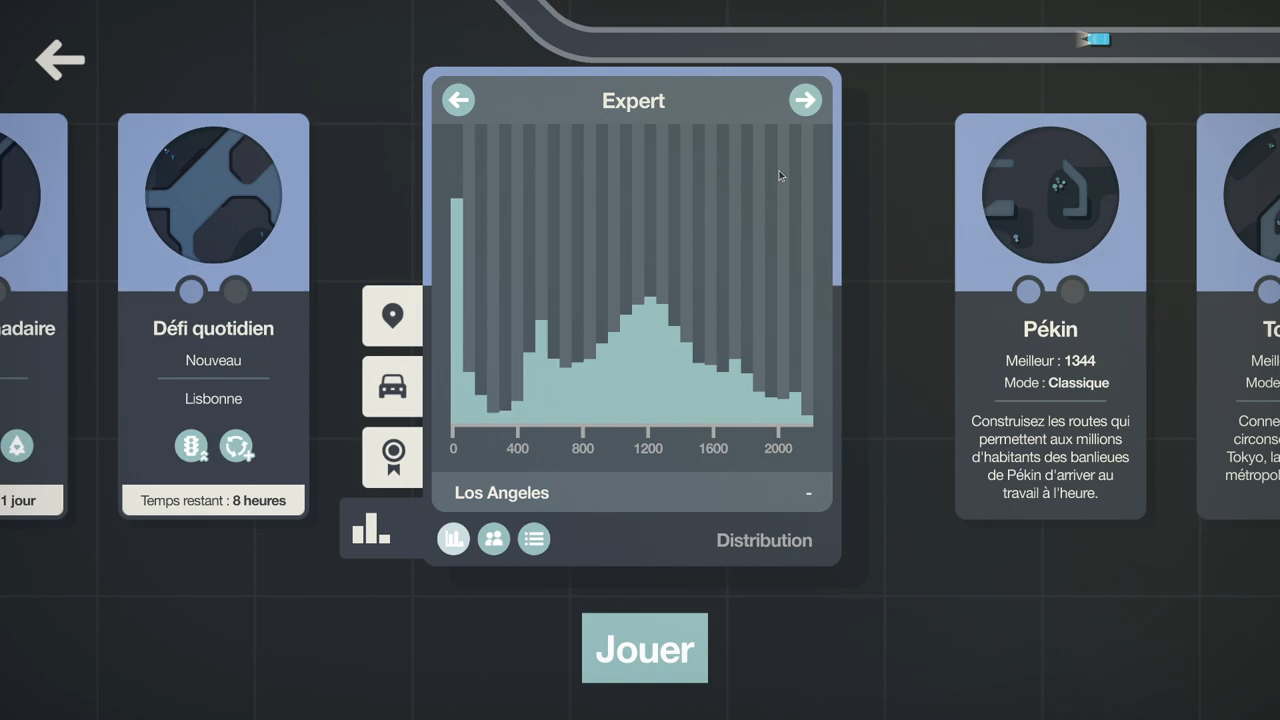 adaire
1 jour
Défi quotidien
Nouveau
Lisbonne
Temps restant : 8 heures
Expert
0 400 800 1200 1600 2000
Los Angeles -
Distribution
Jouer
Pékin
Meilleur : 1344
Mode : Classique
Construisez les routes qui
permettent aux millions
d'habitants des banlieues
de Pékin d'arriver au
travail à l'heure.
To
Meill
Mode
Conne
circons
Tokyo, la
métropol